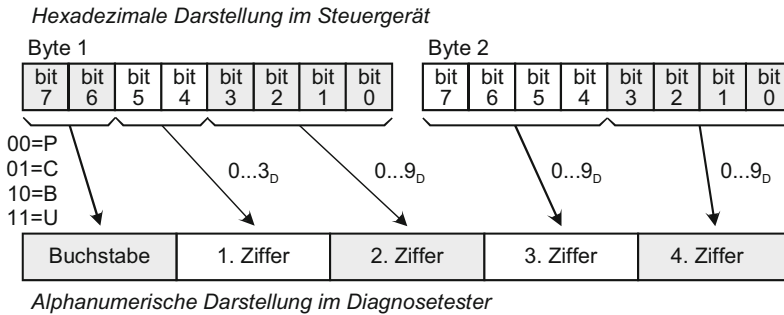 Hexadezimale Darstellung im Steuergerät
Byte 1
Byte 2
bit 7 bit 6 bit 5 bit 4 bit 3 bit 2 bit 1 bit 0
bit 7 bit 6 bit 5 bit 4 bit 3 bit 2 bit 1 bit 0
00=P
01=C
10=B
11=U
0...3D
0...9D
0...9D
0...9D
Buchstabe
1. Ziffer
2. Ziffer
3. Ziffer
4. Ziffer
Alphanumerische Darstellung im Diagnosetester